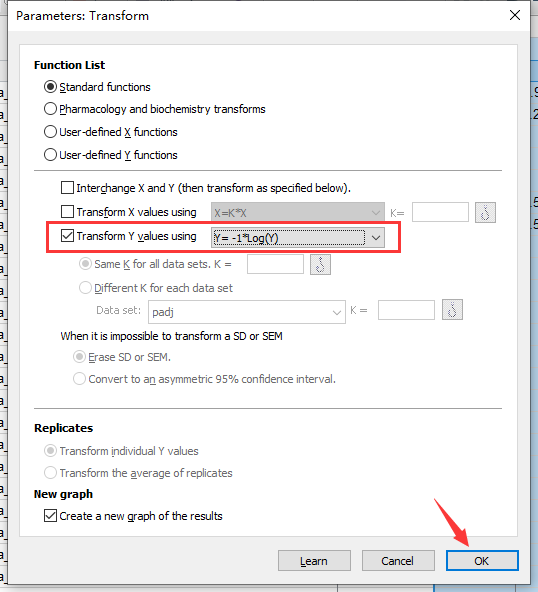 Parameters: Transform
Function List
Standard functions
Pharmacology and biochemistry transforms
User-defined X functions
User-defined Y functions
Interchange X and Y (then transform as specified below).
Transform X values using X=K*X K=
Transform Y values using Y= -1*Log(Y)
Same K for all data sets. K =
Different K for each data set
Data set: padj K =
When it is impossible to transform a SD or SEM
Erase SD or SEM.
Convert to an asymmetric 95% confidence interval.
Replicates
Transform individual Y values
Transform the average of replicates
New graph
Create a new graph of the results
Learn Cancel OK